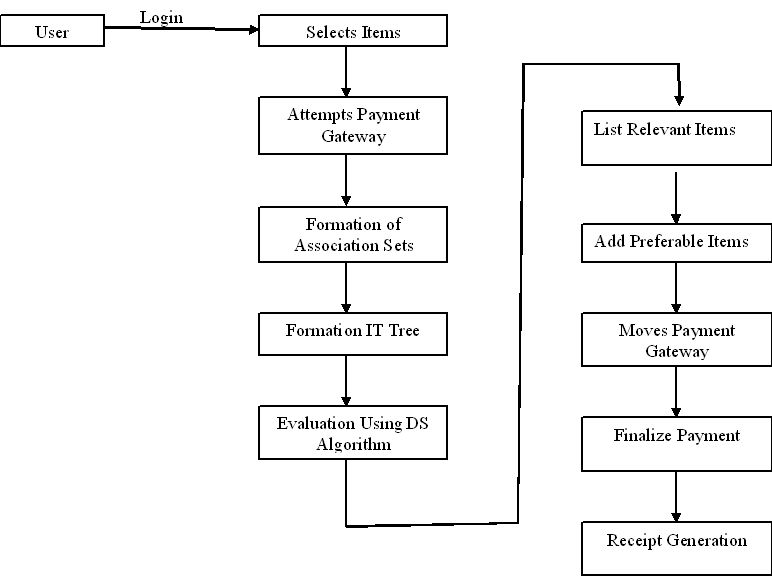 User
Login
Selects Items
Attempts Payment
Gateway
Formation of
Association Sets
Formation IT Tree
Evaluation Using DS
Algorithm
List Relevant Items
Add Preferable Items
Moves Payment
Gateway
Finalize Payment
Receipt Generation